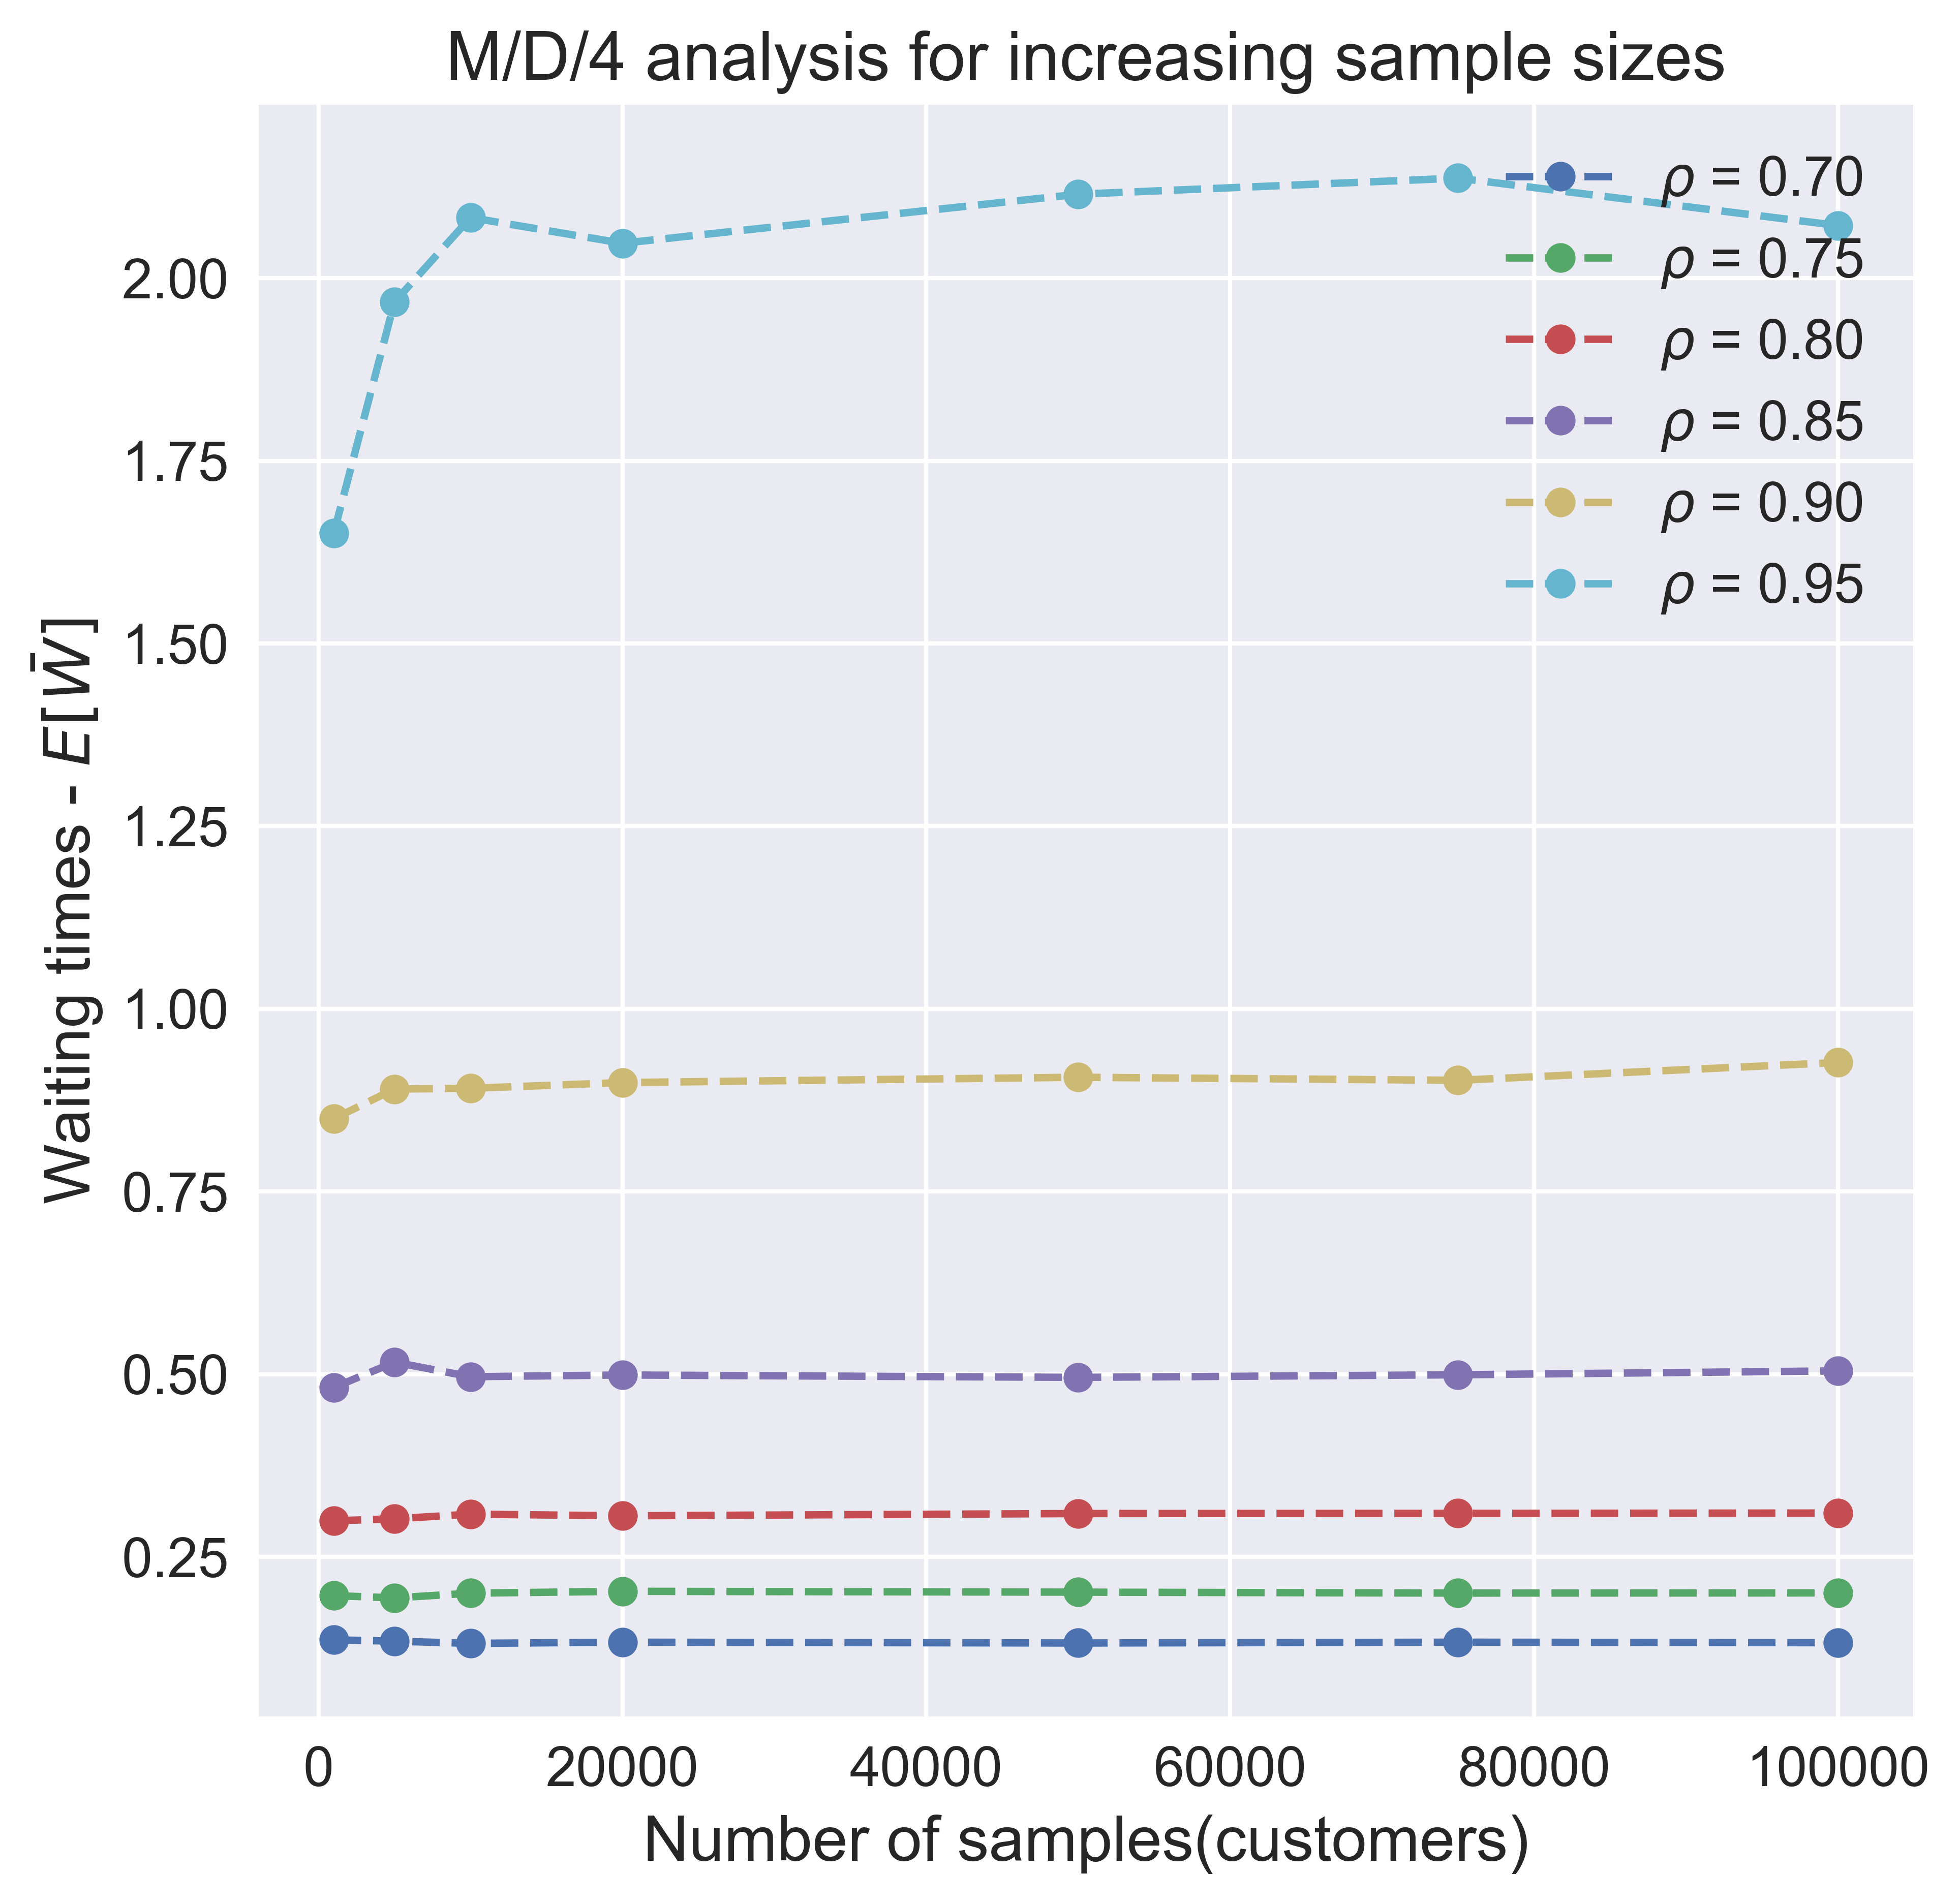 M/D/4 analysis for increasing sample sizes
ρ = 0.70
ρ = 0.75
ρ = 0.80
ρ = 0.85
ρ = 0.90
ρ = 0.95
2.00
1.75
1.50
1.25
1.00
0.75
0.50
0.25
Waiting times - E[W̄]
0 20000 40000 60000 80000 100000
Number of samples(customers)